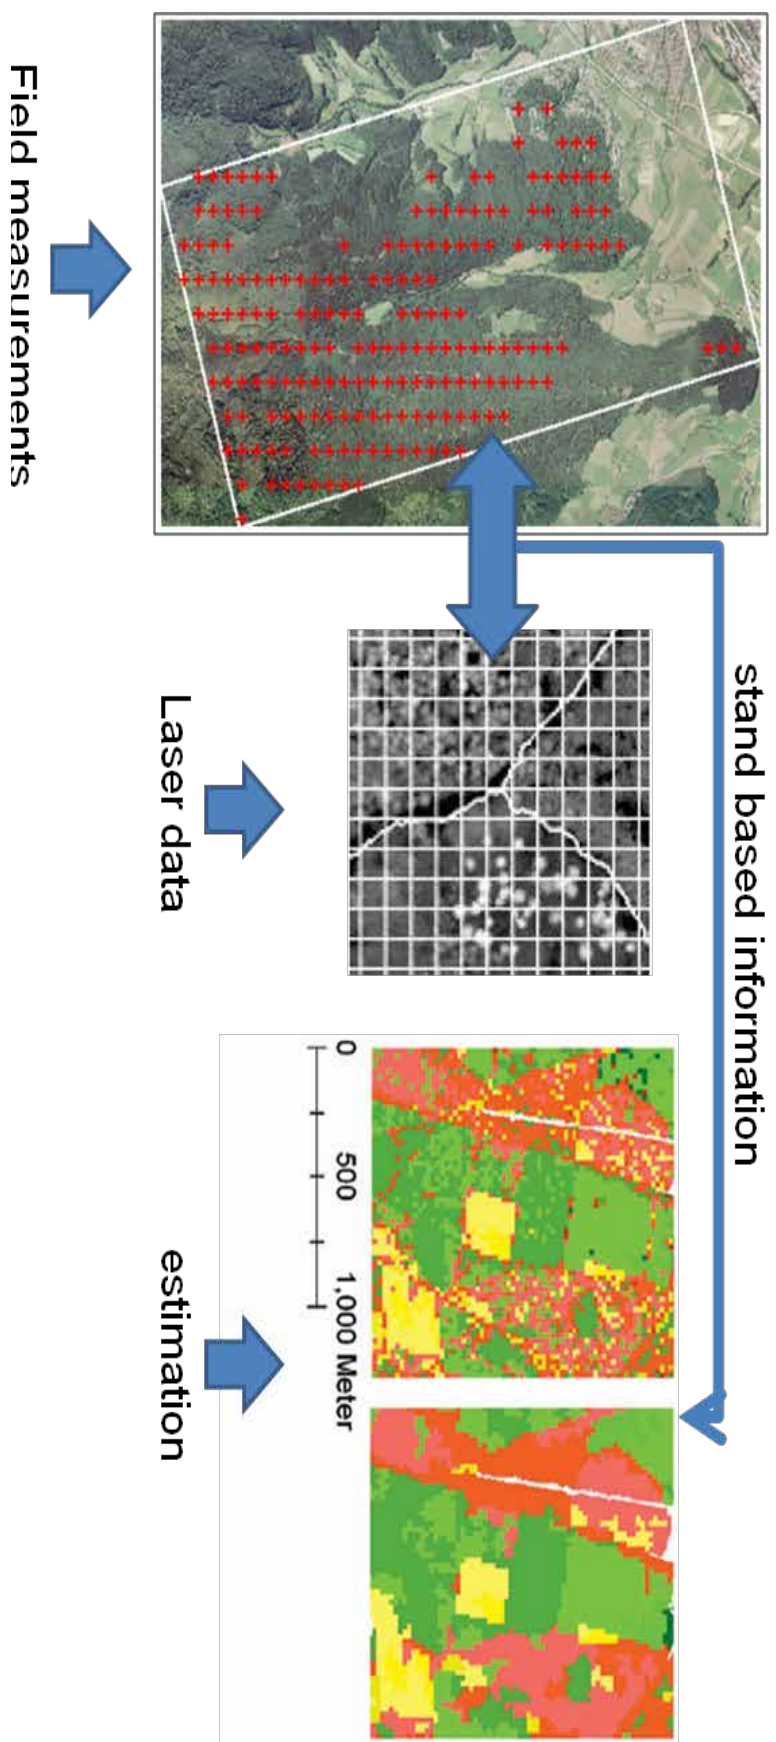 stand based information
Field measurements
Laser data
0 500 1,000 Meter
estimation